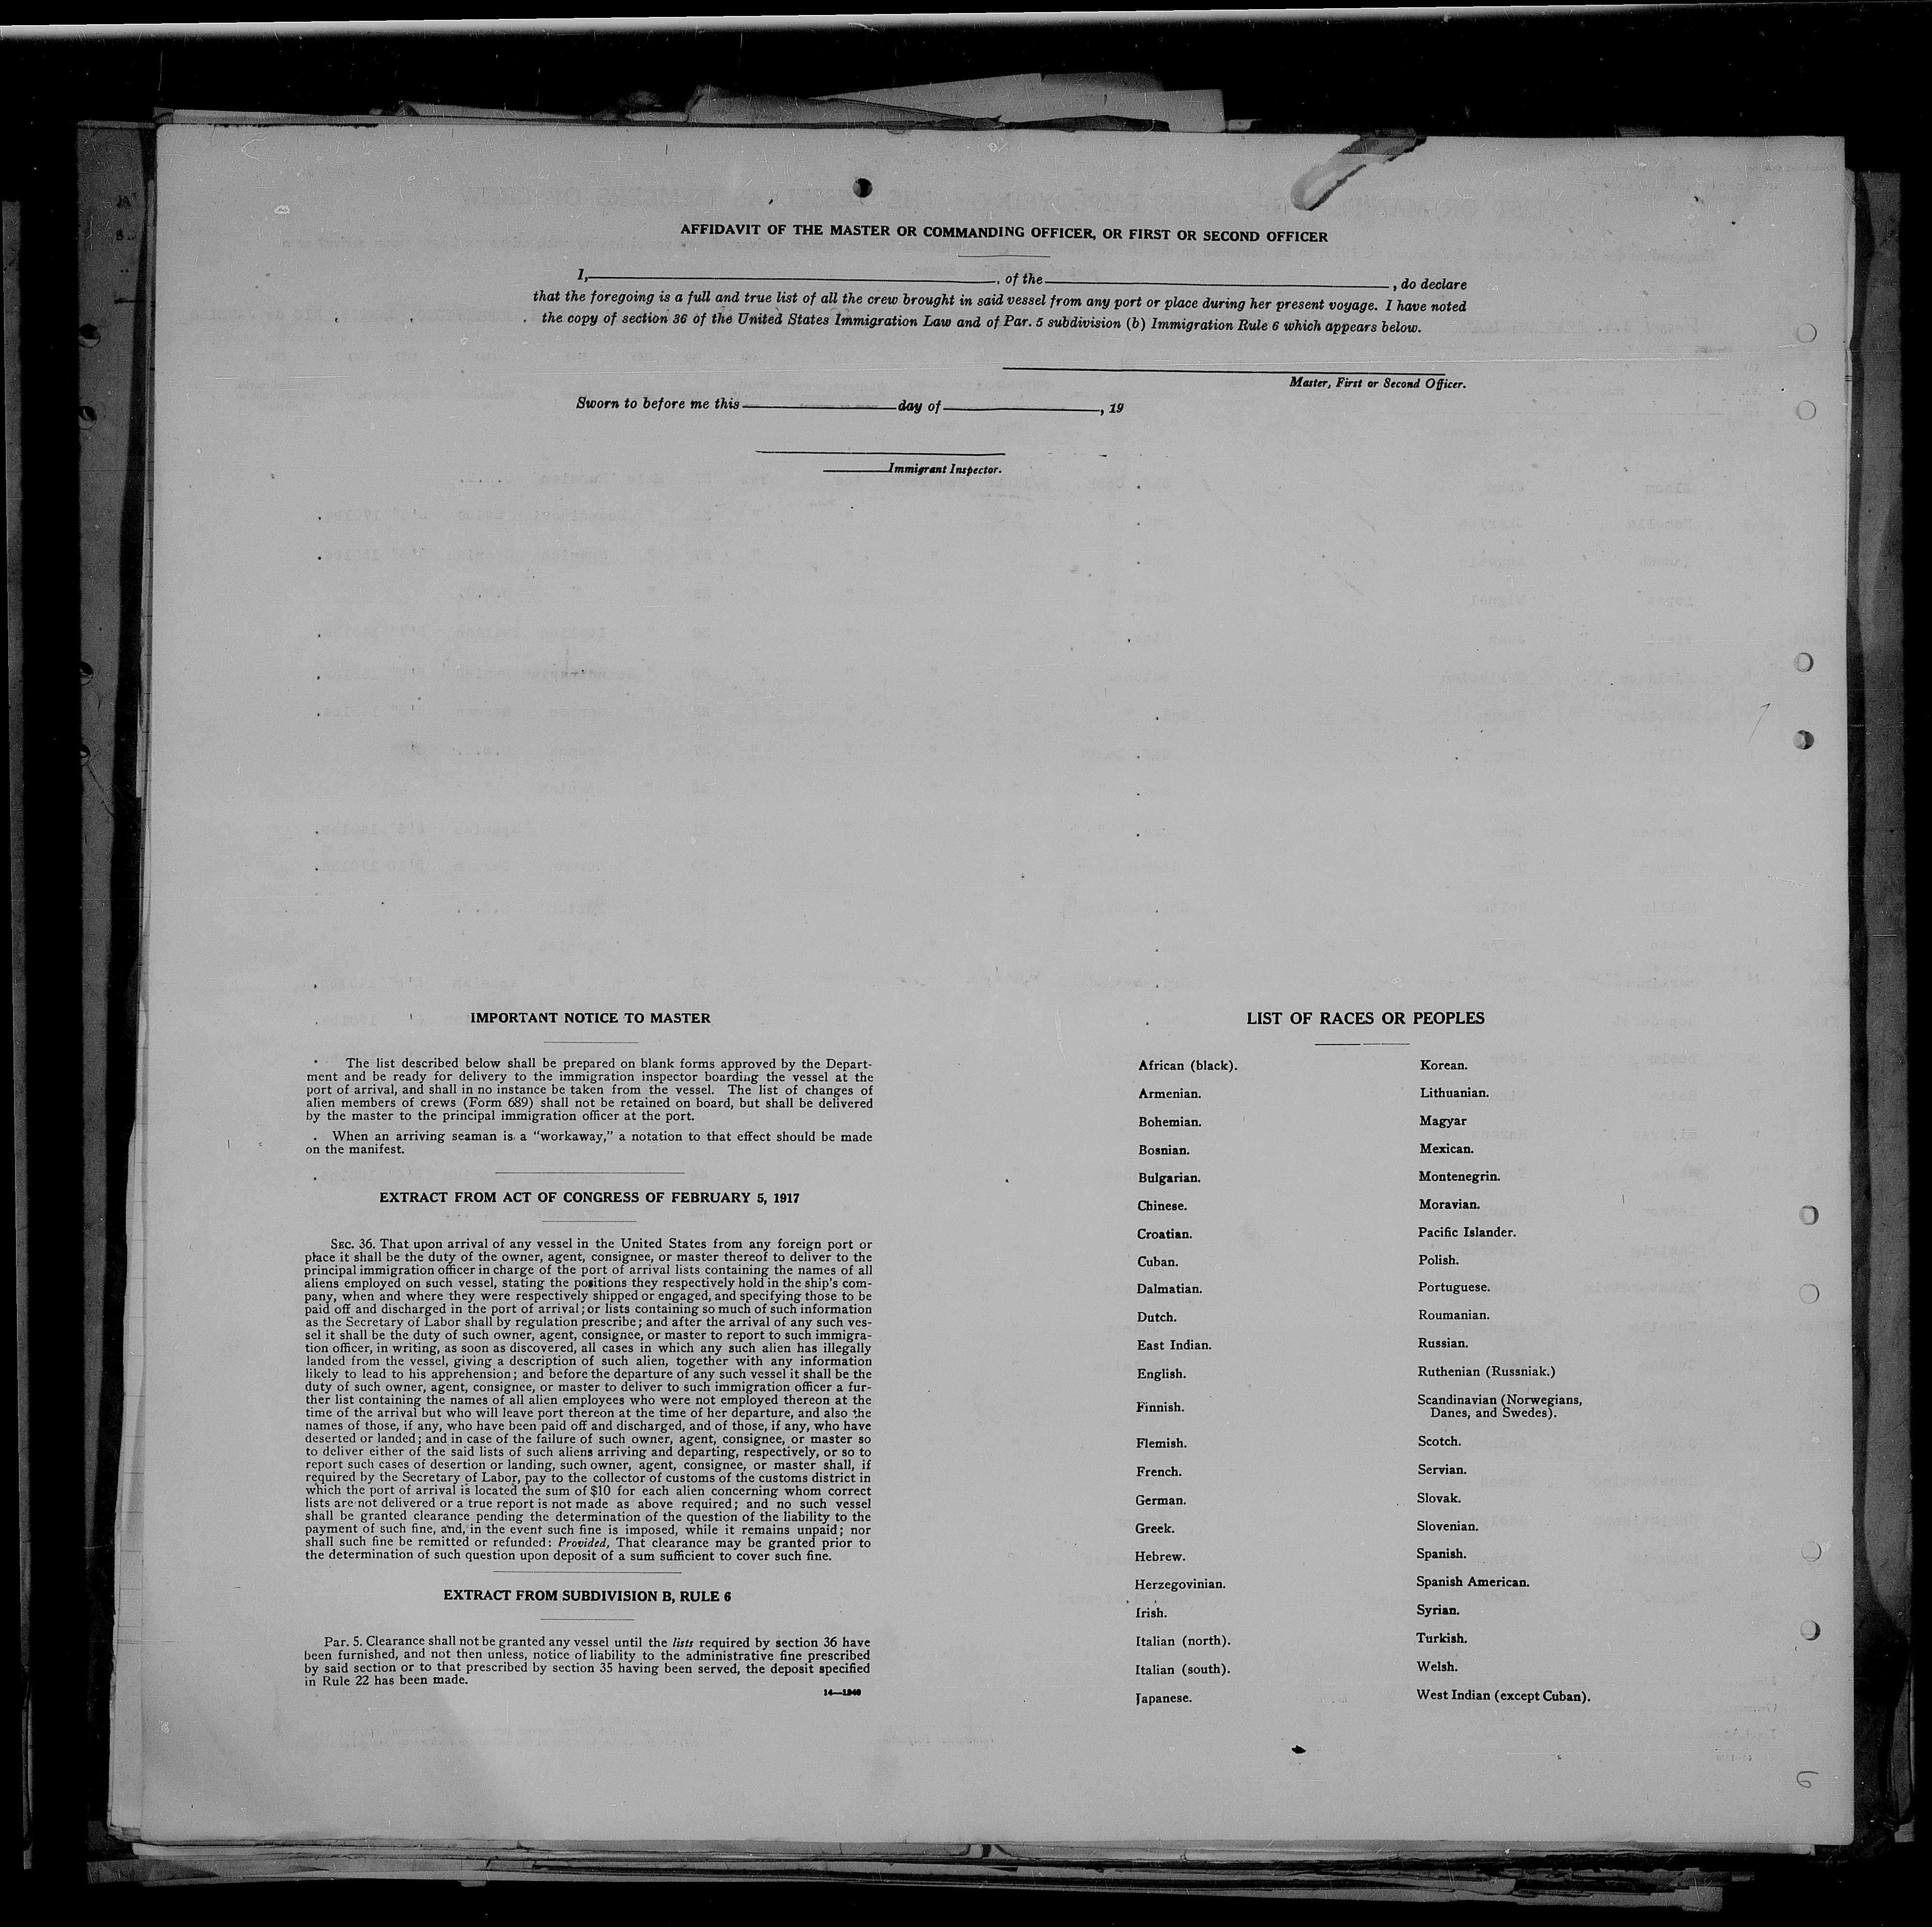 AFFIDAVIT OF THE MASTER OR COMMANDING OFFICER, OR FIRST OR SECOND OFFICER
I, , of the , do declare
that the foregoing is a full and true list of all the crew brought in said vessel from any port or place during her present voyage. I have noted
the copy of section 36 of the United States Immigration Law and of Par. 5 subdivision (b) Immigration Rule 6 which appears below.
Master, First or Second Officer.
Sworn to before me this day of , 19
Immigrant Inspector.
IMPORTANT NOTICE TO MASTER
The list described below shall be prepared on blank forms approved by the Depart-
ment and be ready for delivery to the immigration inspector boarding the vessel at the
port of arrival, and shall in no instance be taken from the vessel. The list of changes of
alien members of crews (Form 689) shall not be retained on board, but shall be delivered
by the master to the principal immigration officer at the port.
When an arriving seaman is a “workaway,” a notation to that effect should be made
on the manifest.
EXTRACT FROM ACT OF CONGRESS OF FEBRUARY 5, 1917
SEC. 36. That upon arrival of any vessel in the United States from any foreign port or
place it shall be the duty of the owner, agent, consignee, or master thereof to deliver to the
principal immigration officer in charge of the port of arrival lists containing the names of all
aliens employed on such vessel, stating the positions they respectively hold in the ship's com-
pany, when and where they were respectively shipped or engaged, and specifying those to be
paid off and discharged in the port of arrival; or lists containing so much of such information
as the Secretary of Labor shall by regulation prescribe; and after the arrival of any such ves-
sel it shall be the duty of such owner, agent, consignee, or master to report to such immigra-
tion officer, in writing, as soon as discovered, all cases in which any such alien has illegally
landed from the vessel, giving a description of such alien, together with any information
likely to lead to his apprehension; and before the departure of any such vessel it shall be the
duty of such owner, agent, consignee, or master to deliver to such immigration officer a fur-
ther list containing the names of all alien employees who were not employed thereon at the
time of the arrival but who will leave port thereon at the time of her departure, and also the
names of those, if any, who have been paid off and discharged, and of those, if any, who have
deserted or landed; and in case of the failure of such owner, agent, consignee, or master so
to deliver either of the said lists of such aliens arriving and departing, respectively, or so to
report such cases of desertion or landing, such owner, agent, consignee, or master shall, if
required by the Secretary of Labor, pay to the collector of customs of the customs district in
which the port of arrival is located the sum of $10 for each alien concerning whom correct
lists are not delivered or a true report is not made as above required; and no such vessel
shall be granted clearance pending the determination of the question of the liability to the
payment of such fine, and, in the event such fine is imposed, while it remains unpaid; nor
shall such fine be remitted or refunded: Provided, That clearance may be granted prior to
the determination of such question upon deposit of a sum sufficient to cover such fine.
EXTRACT FROM SUBDIVISION B, RULE 6
Par. 5. Clearance shall not be granted any vessel until the lists required by section 36 have
been furnished, and not then unless, notice of liability to the administrative fine prescribed
by said section or to that prescribed by section 35 having been served, the deposit specified
in Rule 22 has been made.
LIST OF RACES OR PEOPLES
African (black).
Armenian.
Bohemian.
Bosnian.
Bulgarian.
Chinese.
Croatian.
Cuban.
Dalmatian.
Dutch.
East Indian.
English.
Finnish.
Flemish.
French.
German.
Greek.
Hebrew.
Herzegovinian.
Irish.
Italian (north).
Italian (south).
Japanese.
Korean.
Lithuanian.
Magyar
Mexican.
Montenegrin.
Moravian.
Pacific Islander.
Polish.
Portuguese.
Roumanian.
Russian.
Ruthenian (Russniak.)
Scandinavian (Norwegians,
Danes, and Swedes).
Scotch.
Servian.
Slovak.
Slovenian.
Spanish.
Spanish American.
Syrian.
Turkish.
Welsh.
West Indian (except Cuban).